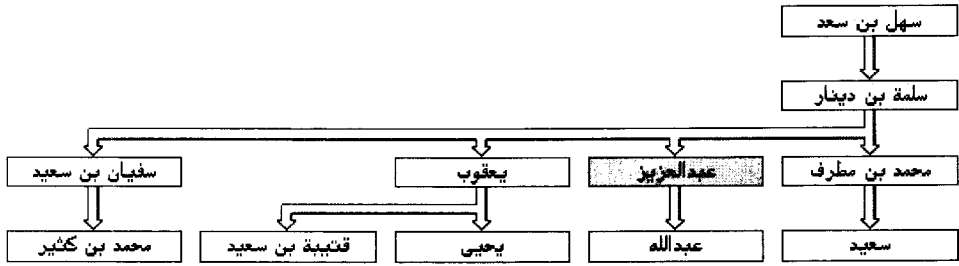 سهل بن سعد
سلمة بن دينار
محمد بن مطرف
عبدالعزيز
يعقوب
سفيان بن سعيد
سعيد
عبدالله
يحيى
قتيبة بن سعيد
محمد بن كثير